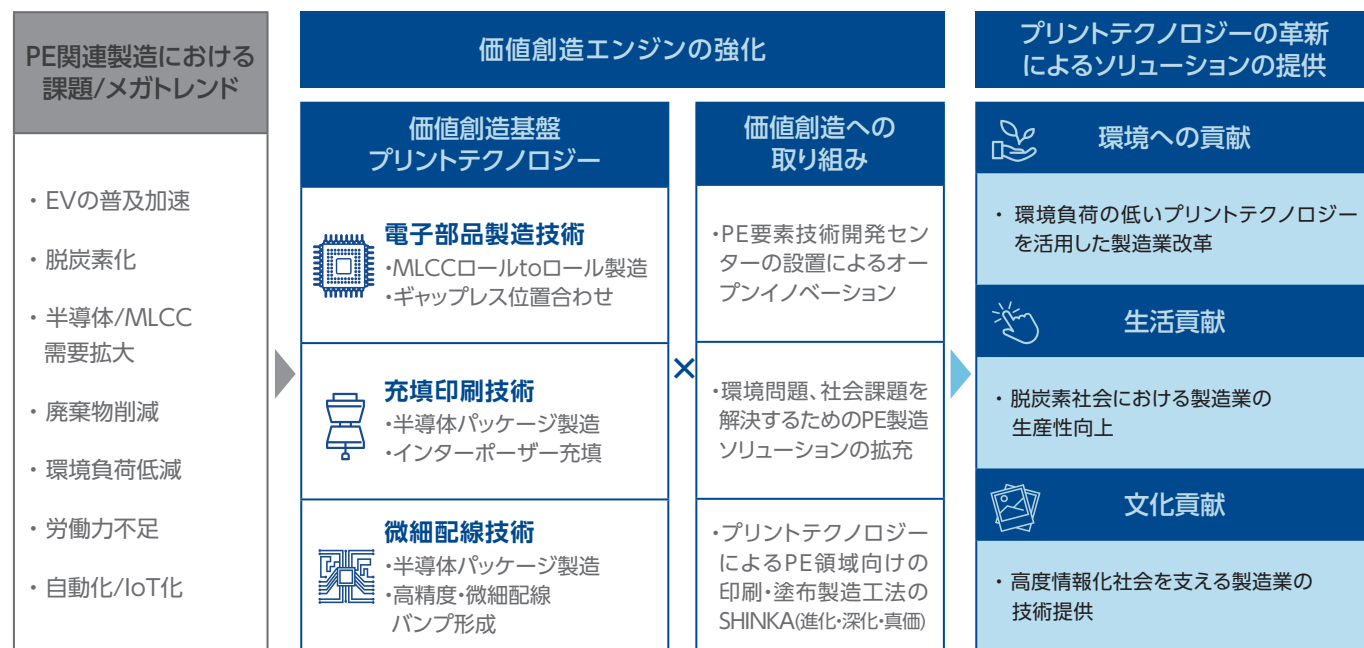 PE関連製造における
課題/メガトレンド
・EVの普及加速
・脱炭素化
・半導体/MLCC
需要拡大
・廃棄物削減
・環境負荷低減
・労働力不足
・自動化/IoT化
価値創造エンジンの強化
価値創造基盤
プリントテクノロジー
電子部品製造技術
・MLCCロールtoロール製造
・ギャップレス位置合わせ
充填印刷技術
・半導体パッケージ製造
・インターポーザー充填
微細配線技術
・半導体パッケージ製造
・高精度・微細配線
バンプ形成
×
価値創造への
取り組み
・PE要素技術開発セン
ターの設置によるオー
プンイノベーション
・環境問題、社会課題を
解決するためのPE製造
ソリューションの拡充
・プリントテクノロジー
によるPE領域向けの
印刷・塗布製造工法の
SHINKA(進化・深化・真価)
プリントテクノロジーの革新
によるソリューションの提供
環境への貢献
・環境負荷の低いプリントテクノロジー
を活用した製造業改革
生活貢献
・脱炭素社会における製造業の
生産性向上
文化貢献
・高度情報化社会を支える製造業の
技術提供